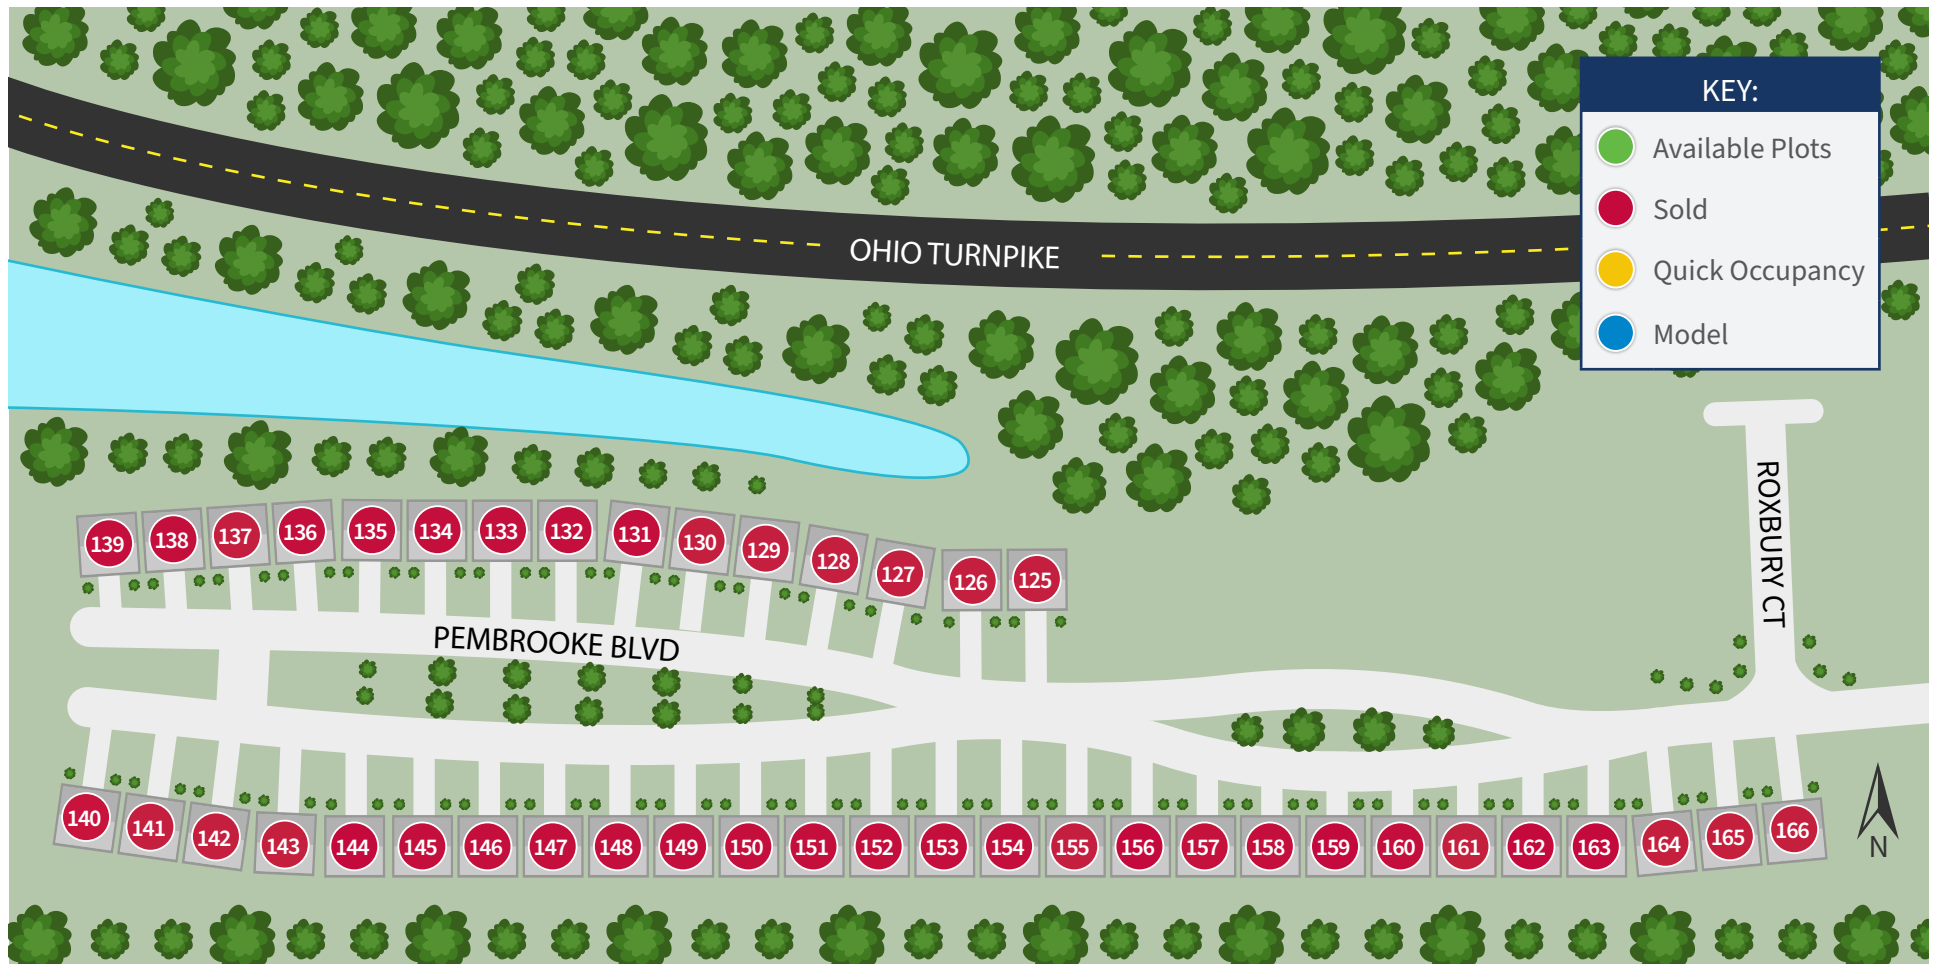 KEY:
Available Plots
Sold
Quick Occupancy
Model
OHIO TURNPIKE
ROXBURY CT
139 138 137 136 135 134 133 132 131 130 129 128 127 126 125
PEMBROOKE BLVD
140 141 142 143 144 145 146 147 148 149 150 151 152 153 154 155 156 157 158 159 160 161 162 163 164 165 166
N